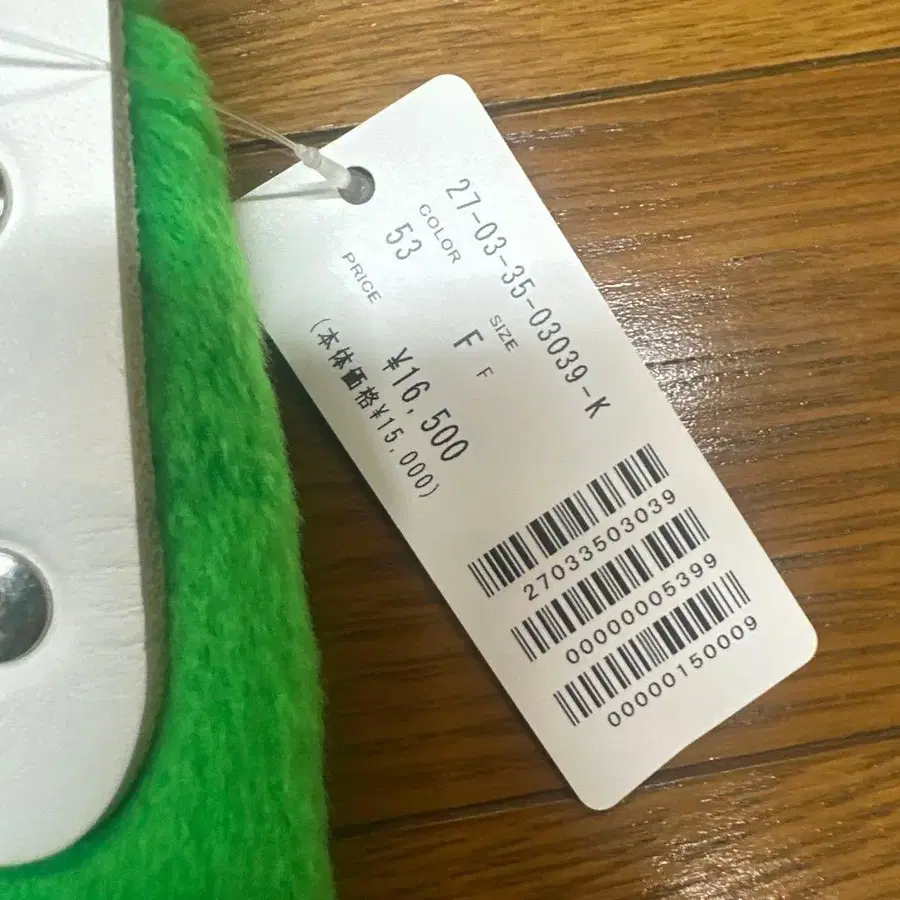 27-03-35-03039-K
COLOR SIZE
53 F F
PRICE
¥16,500
(本体価格¥15,000)
27033503039
00000005399
00000150009